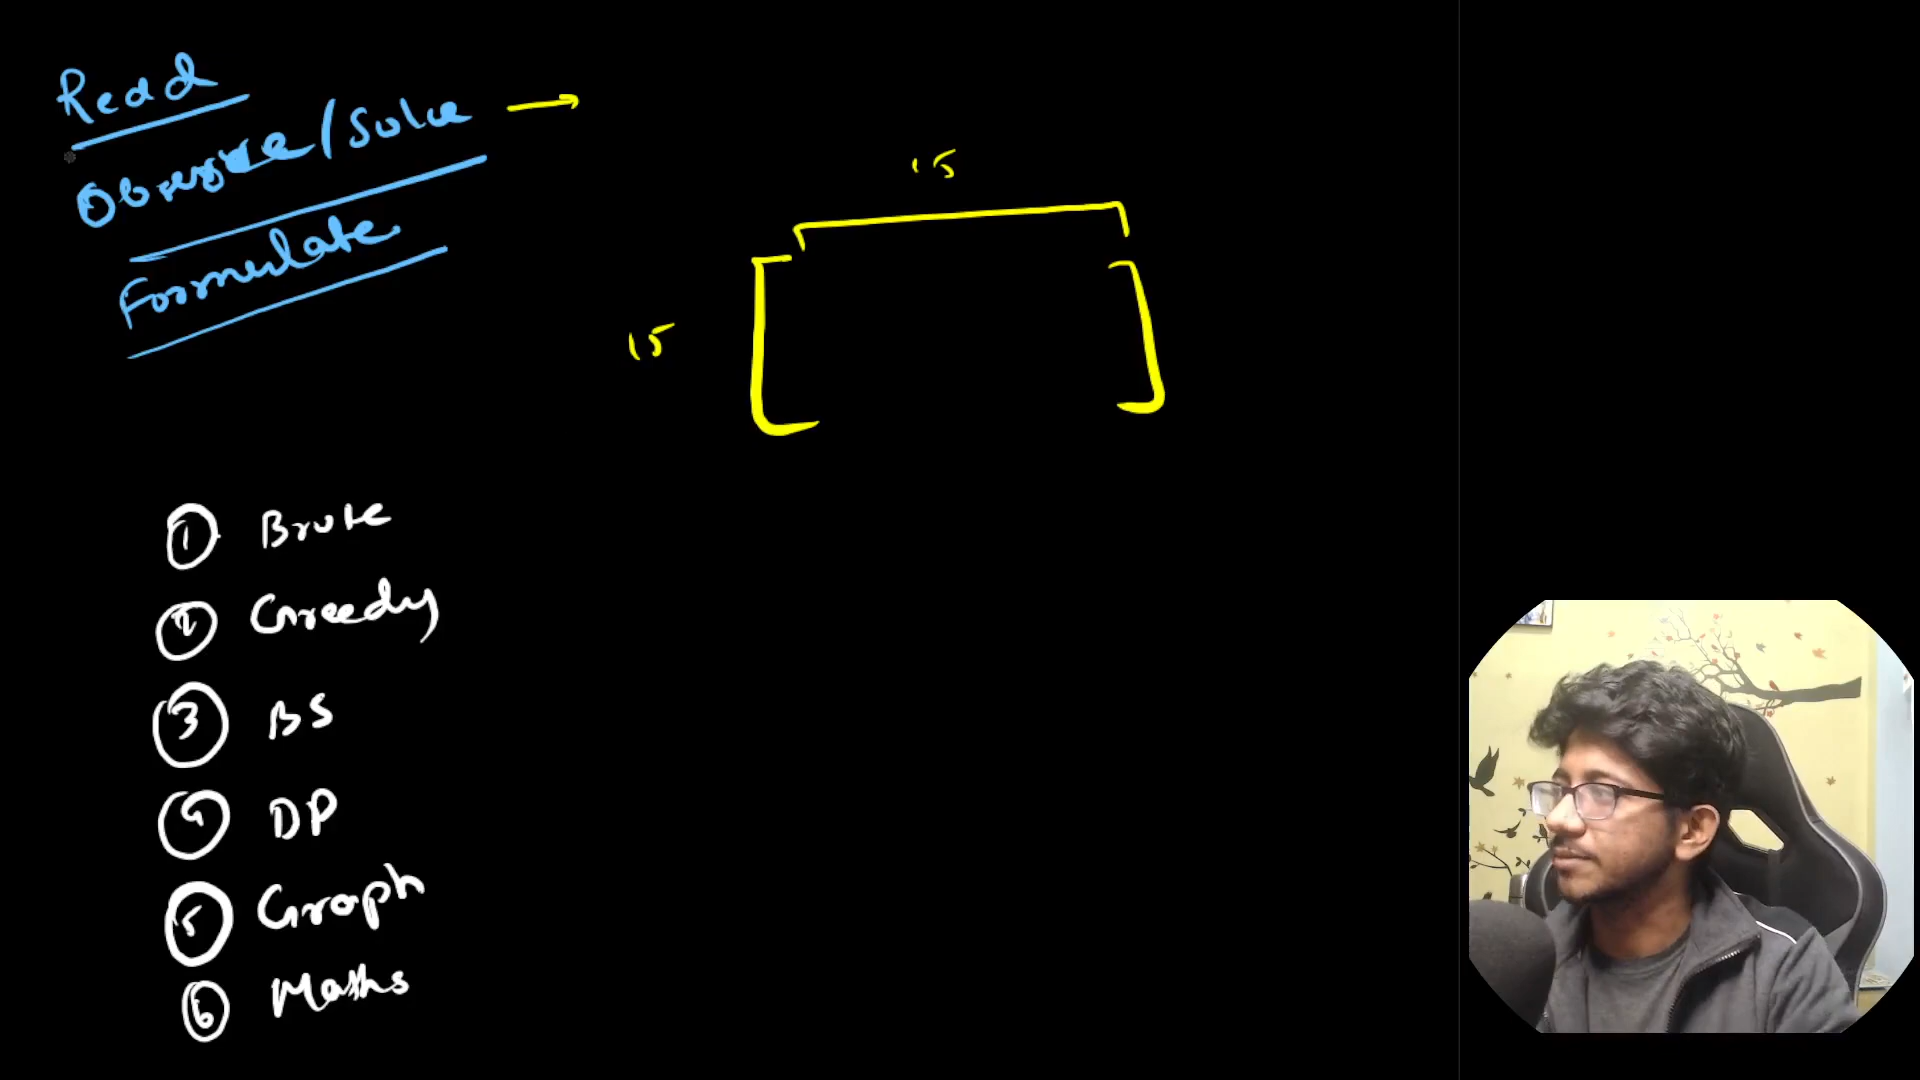 Read
Observe/Solve →
Formulate
15
15
① Brute
② Greedy
③ BS
④ DP
⑤ Graph
⑥ Maths